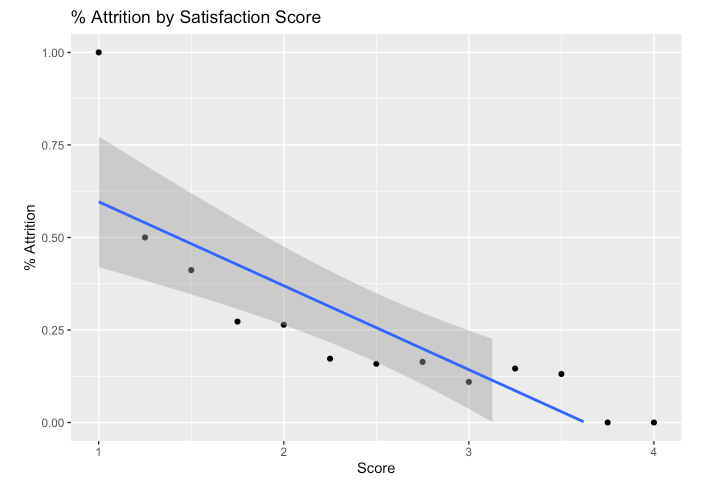 % Attrition by Satisfaction Score
1.00
0.75
0.50
0.25
0.00
% Attrition
1 2 3 4
Score